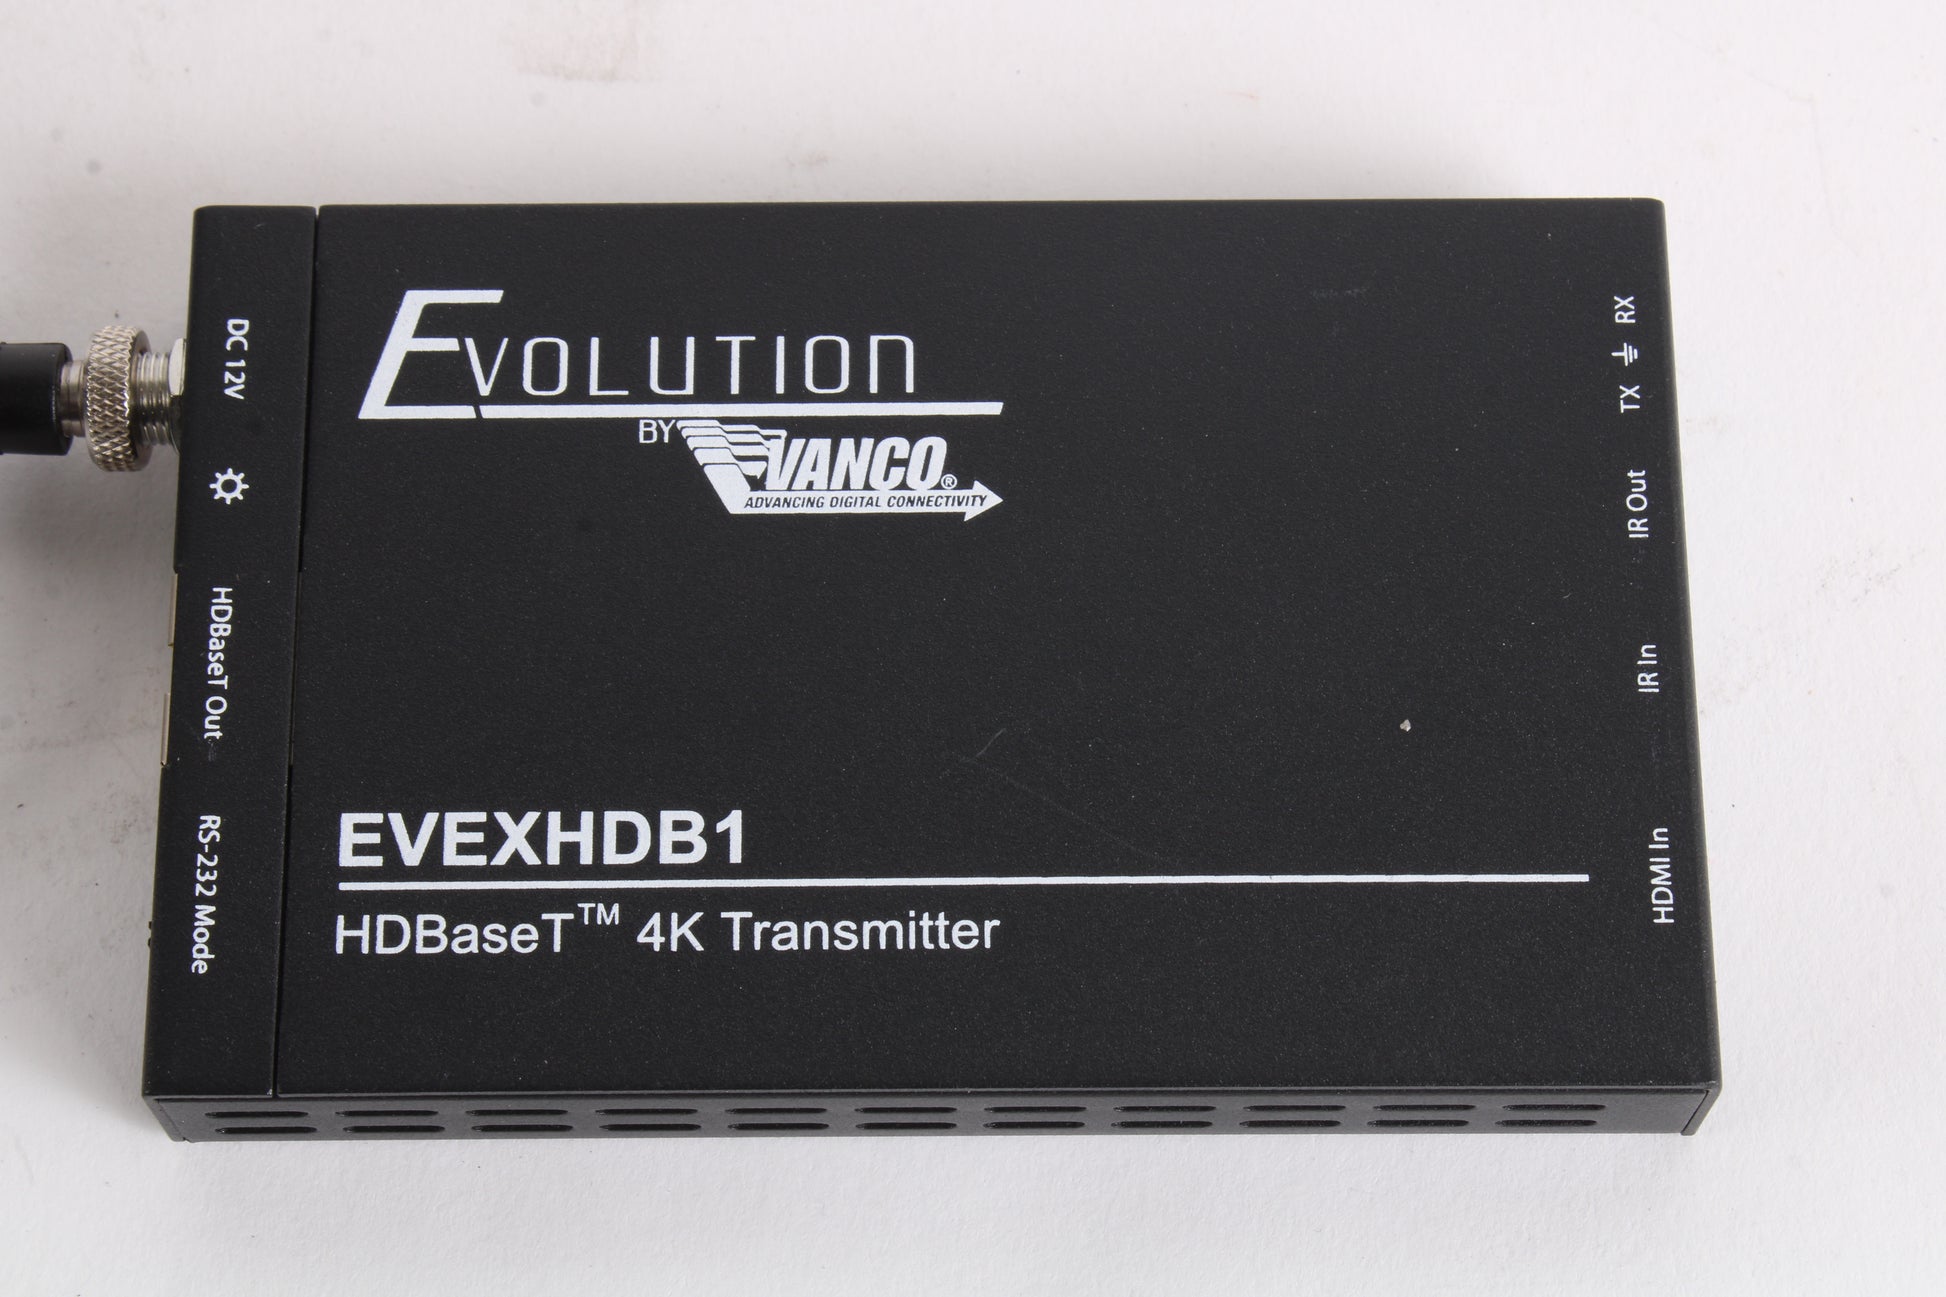 EVOLUTION
BY VANCO®
ADVANCING DIGITAL CONNECTIVITY
EVEXHDB1
HDBaseT™ 4K Transmitter
DC 12V
HDBaseT Out
RS-232 Mode
TX RX
IR Out
IR In
HDMI In